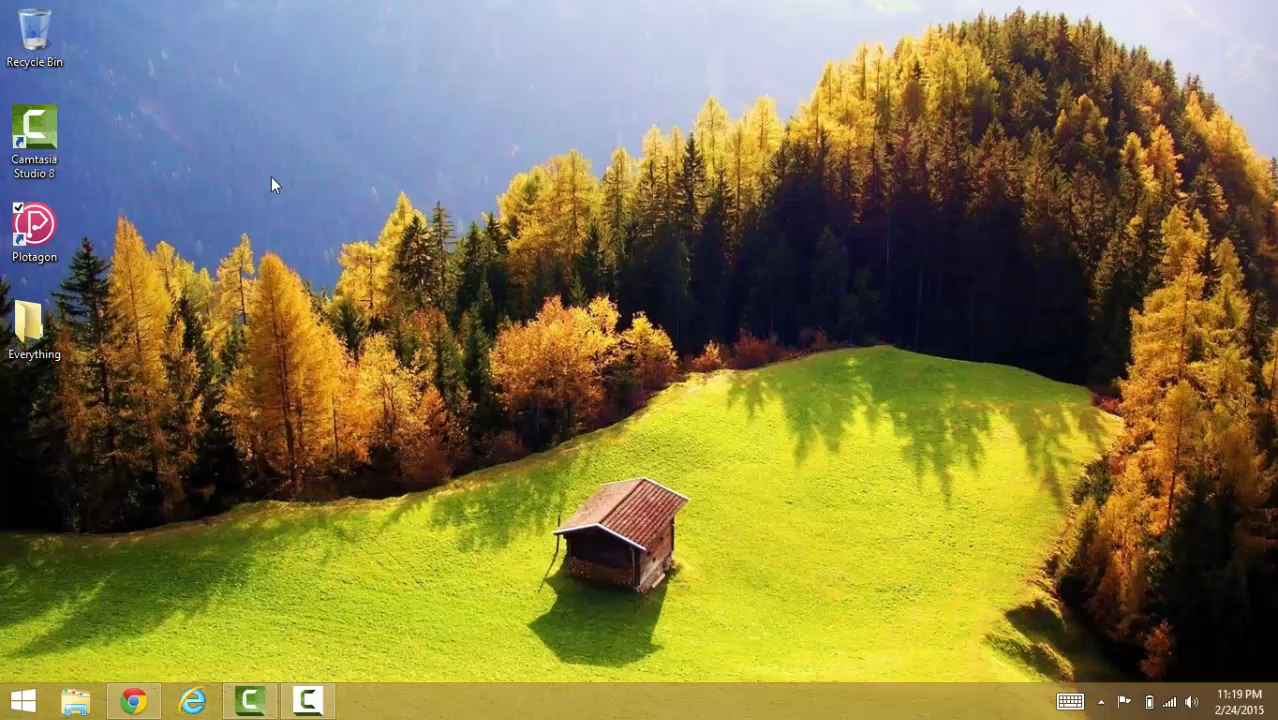 Recycle Bin
Camtasia
Studio 8
Plotagon
Everything
11:19 PM
2/24/2015